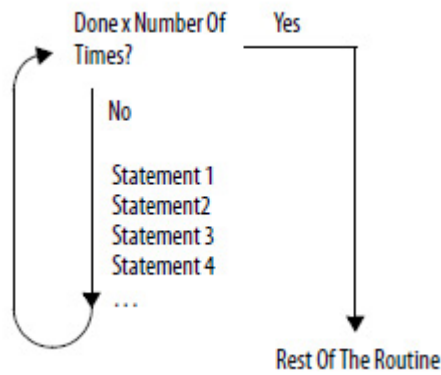 Done x Number Of
Times?
Yes
No
Statement 1
Statement2
Statement 3
Statement 4
...
Rest Of The Routine